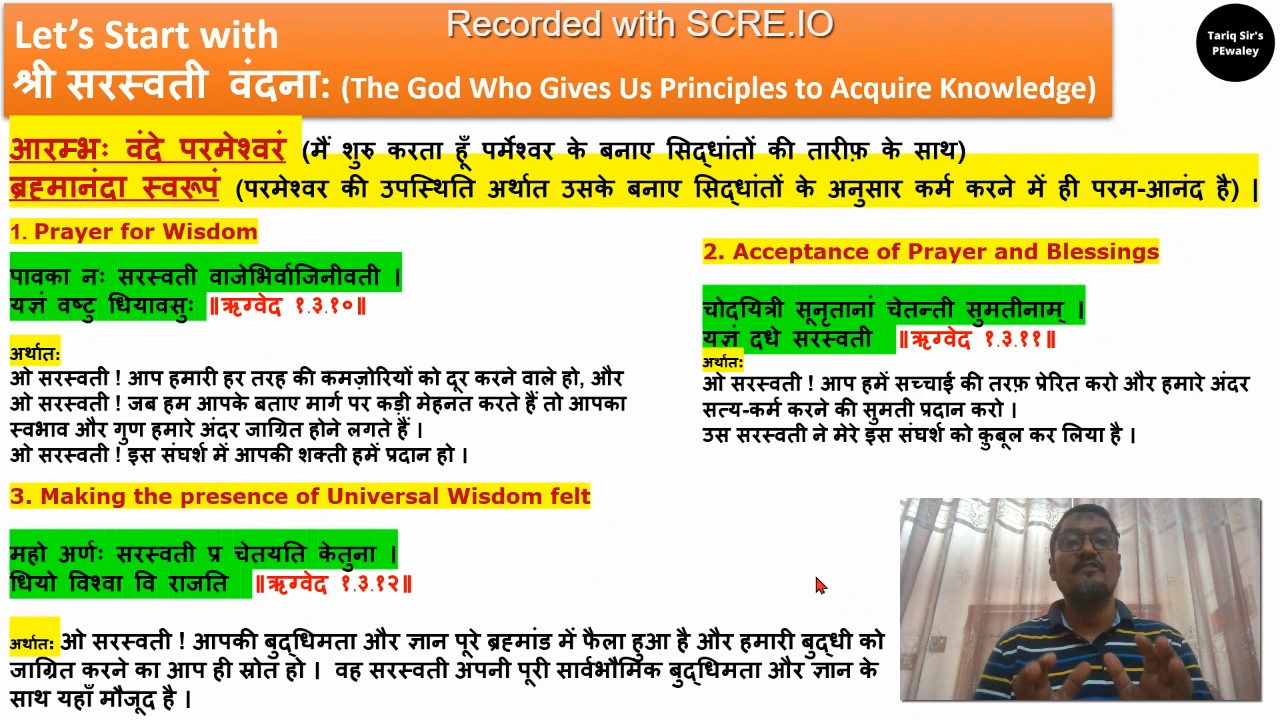 Recorded with SCRE.IO
Let's Start with
श्री सरस्वती वंदना: (The God Who Gives Us Principles to Acquire Knowledge)
Tariq Sir's
PEwaley
आरम्भः वंदे परमेश्वरं (मैं शुरु करता हूँ पर्मेश्वर के बनाए सिद्धांतों की तारीफ़ के साथ)
ब्रह्मानंदा स्वरूपं (परमेश्वर की उपस्थिति अर्थात उसके बनाए सिद्धांतों के अनुसार कर्म करने में ही परम-आनंद है) |
1. Prayer for Wisdom
पावका नः सरस्वती वाजेभिर्वाजिनीवती |
यज्ञं वष्टु धियावसुः ॥ऋग्वेद १.३.१०॥
अर्थात:
ओ सरस्वती ! आप हमारी हर तरह की कमज़ोरियों को दूर करने वाले हो, और
ओ सरस्वती ! जब हम आपके बताए मार्ग पर कड़ी मेहनत करते हैं तो आपका
स्वभाव और गुण हमारे अंदर जाग्रित होने लगते हैं |
ओ सरस्वती ! इस संघर्श में आपकी शक्ती हमें प्रदान हो |
2. Acceptance of Prayer and Blessings
चोदयित्री सूनृतानां चेतन्ती सुमतीनाम् |
यज्ञं दधे सरस्वती ॥ऋग्वेद १.३.११॥
अर्थात:
ओ सरस्वती ! आप हमें सच्चाई की तरफ़ प्रेरित करो और हमारे अंदर
सत्य-कर्म करने की सुमती प्रदान करो |
उस सरस्वती ने मेरे इस संघर्श को क़ुबूल कर लिया है |
3. Making the presence of Universal Wisdom felt
महो अर्णः सरस्वती प्र चेतयति केतुना |
धियो विश्वा वि राजति ॥ऋग्वेद १.३.१२॥
अर्थात: ओ सरस्वती ! आपकी बुद्धिमता और ज्ञान पूरे ब्रह्मांड में फैला हुआ है और हमारी बुद्धी को
जाग्रित करने का आप ही स्रोत हो | वह सरस्वती अपनी पूरी सार्वभौमिक बुद्धिमता और ज्ञान के
साथ यहाँ मौजूद है |